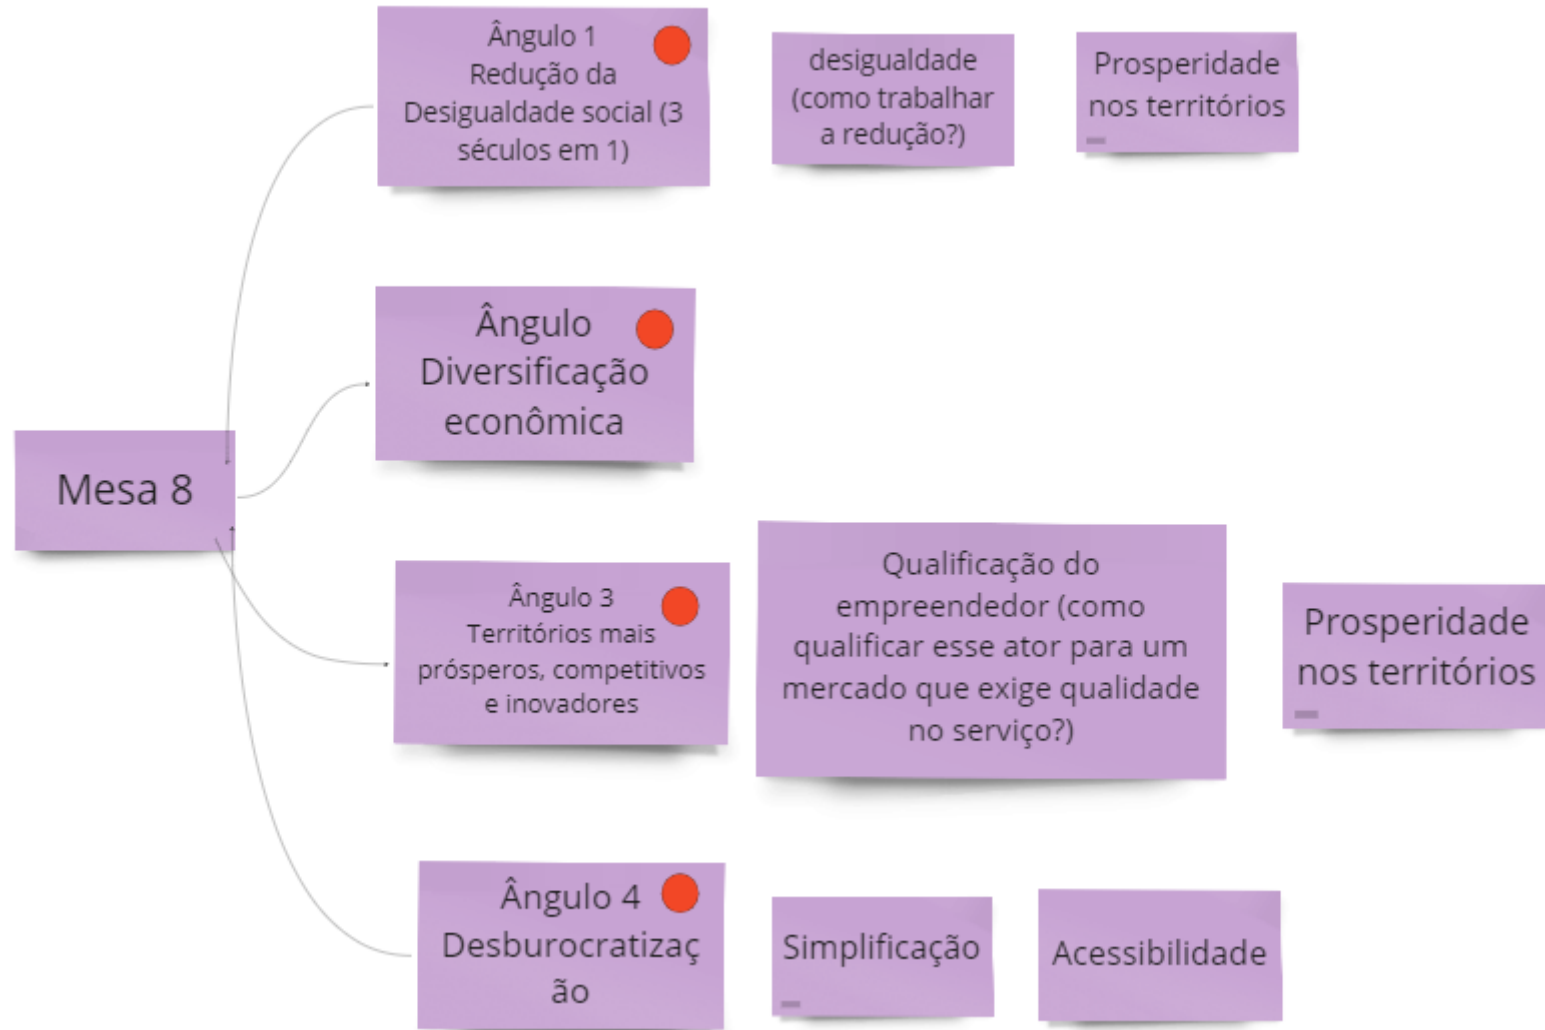 Ângulo 1
Redução da
Desigualdade social (3
séculos em 1)
desigualdade
(como trabalhar
a redução?)
Prosperidade
nos territórios
Ângulo
Diversificação
econômica
Mesa 8
Ângulo 3
Territórios mais
prósperos, competitivos
e inovadores
Qualificação do
empreendedor (como
qualificar esse ator para um
mercado que exige qualidade
no serviço?)
Prosperidade
nos territórios
Ângulo 4
Desburocratizaç
ão
Simplificação
Acessibilidade